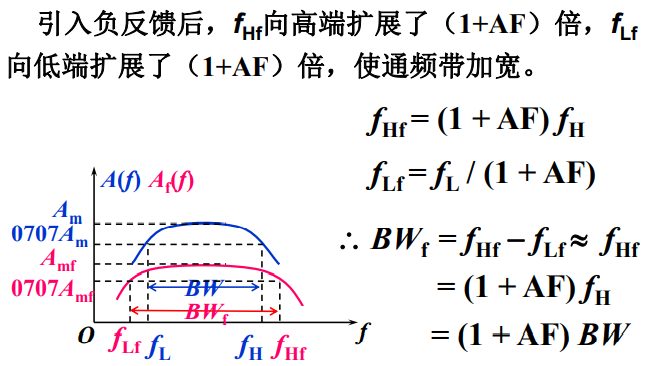 引入负反馈后，fHf向高端扩展了（1+AF）倍，fLf
向低端扩展了（1+AF）倍，使通频带加宽。
fHf = (1 + AF) fH
fLf = fL / (1 + AF)
∴ BWf = fHf – fLf ≈ fHf
= (1 + AF) fH
= (1 + AF) BW
A(f) Af(f)
Am
0707Am
Amf
0707Amf
BW
BWf
O
fLf fL fH fHf
f